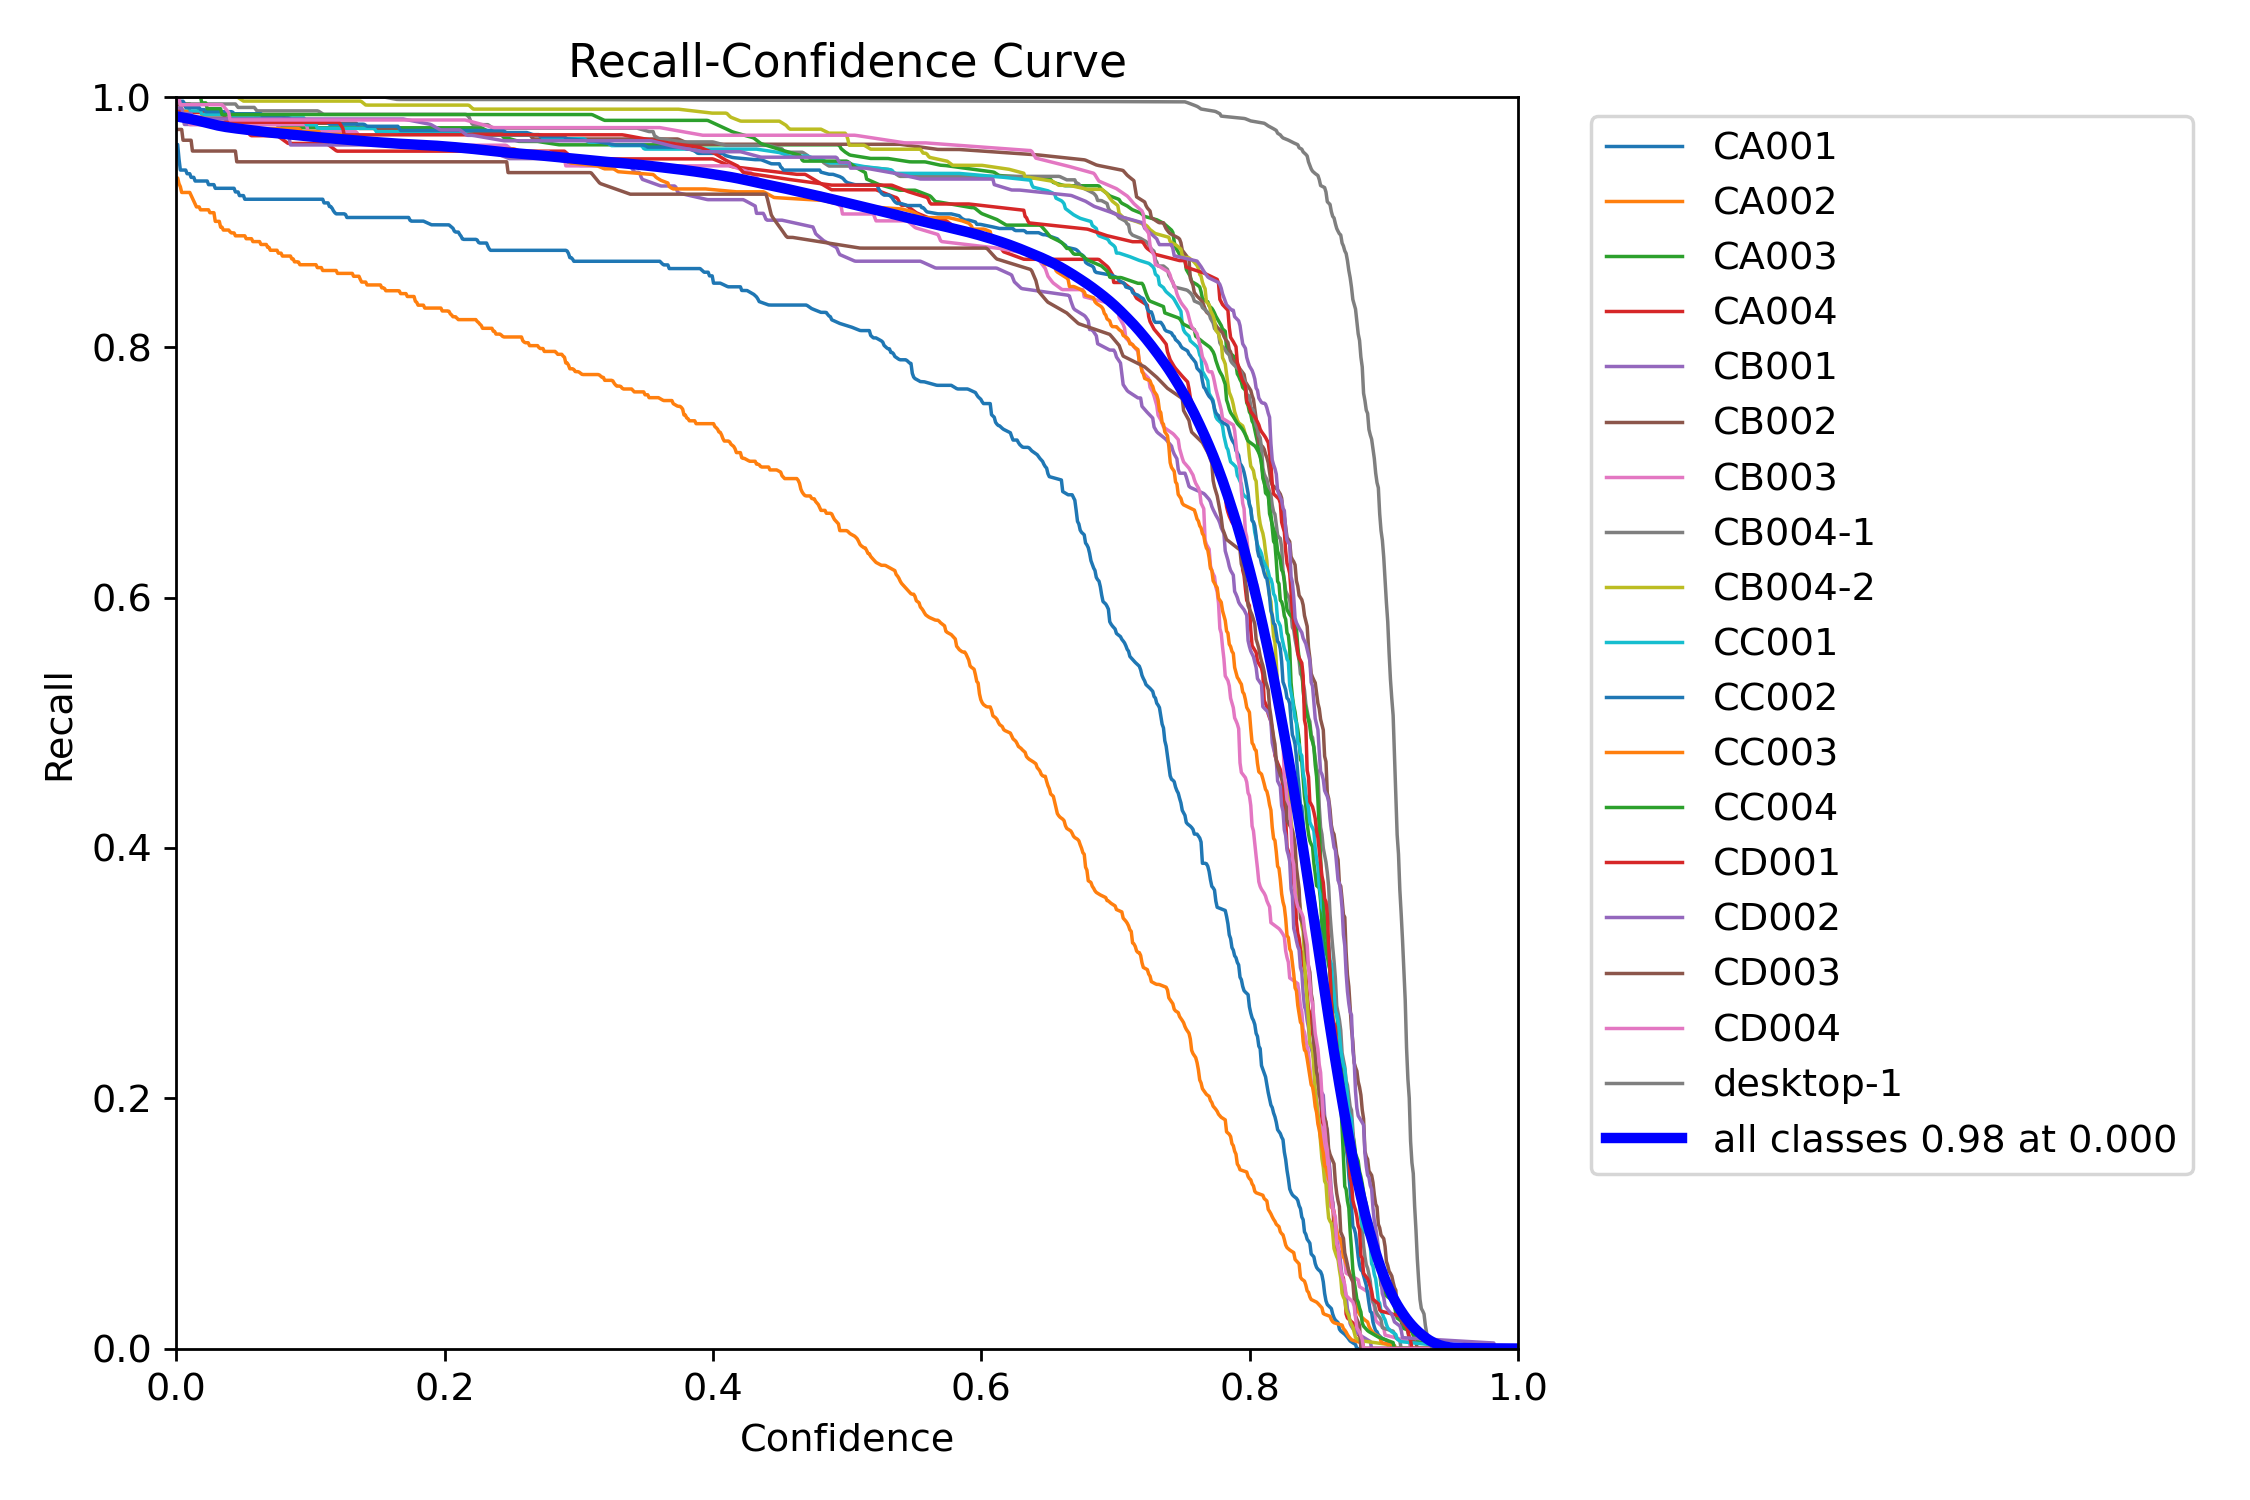 Recall-Confidence Curve
1.0
0.8
0.6
0.4
0.2
0.0
Recall
0.0 0.2 0.4 0.6 0.8 1.0
Confidence
CA001
CA002
CA003
CA004
CB001
CB002
CB003
CB004-1
CB004-2
CC001
CC002
CC003
CC004
CD001
CD002
CD003
CD004
desktop-1
all classes 0.98 at 0.000